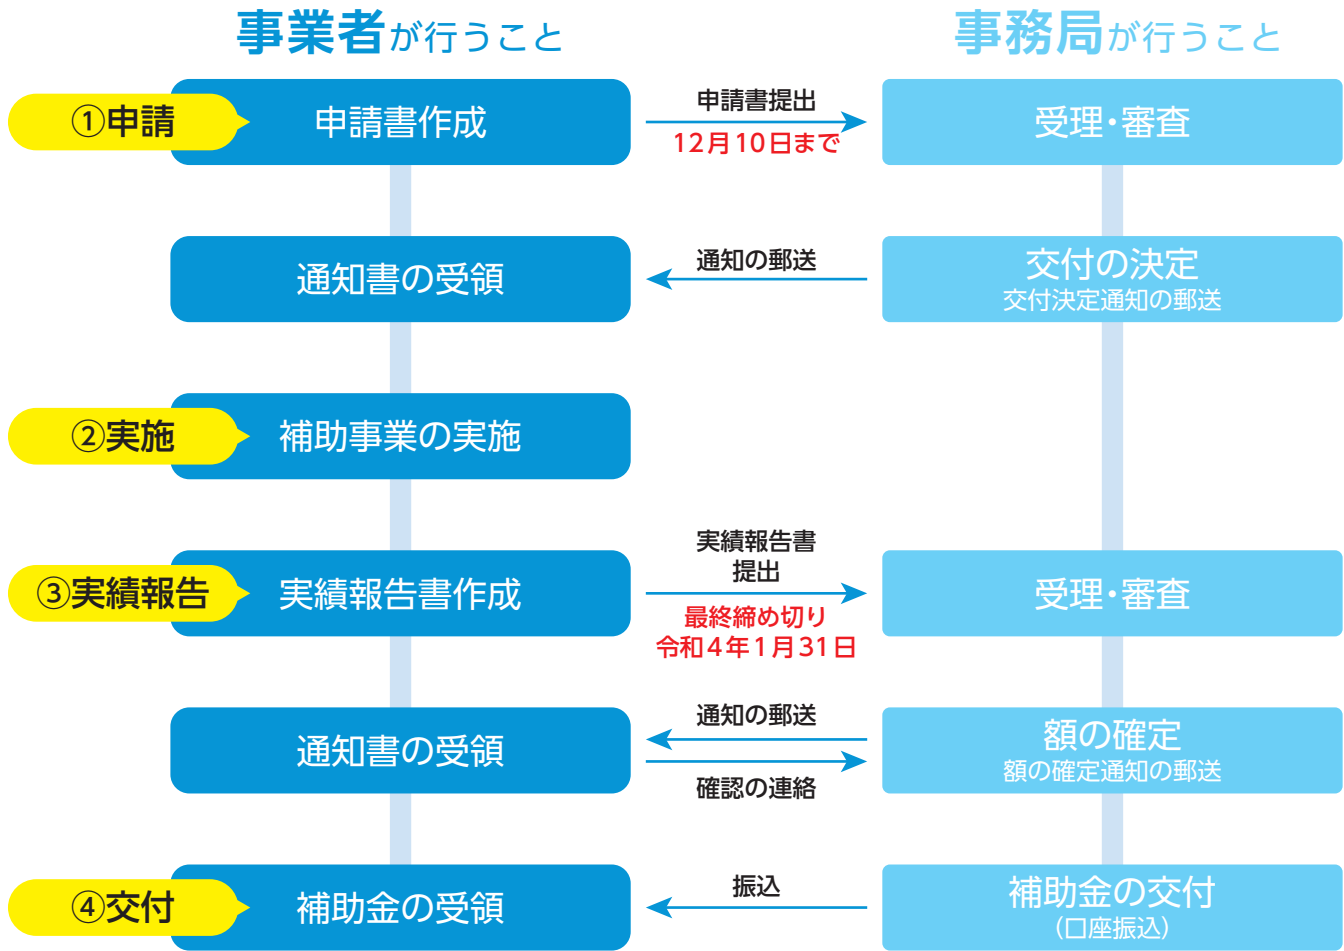 事業者が行うこと
事務局が行うこと
①申請
申請書作成
申請書提出
12月10日まで
受理・審査
通知書の受領
通知の郵送
交付の決定
交付決定通知の郵送
②実施
補助事業の実施
③実績報告
実績報告書作成
実績報告書
提出
最終締め切り
令和4年1月31日
受理・審査
通知書の受領
通知の郵送
確認の連絡
額の確定
額の確定通知の郵送
④交付
補助金の受領
振込
補助金の交付
(口座振込)